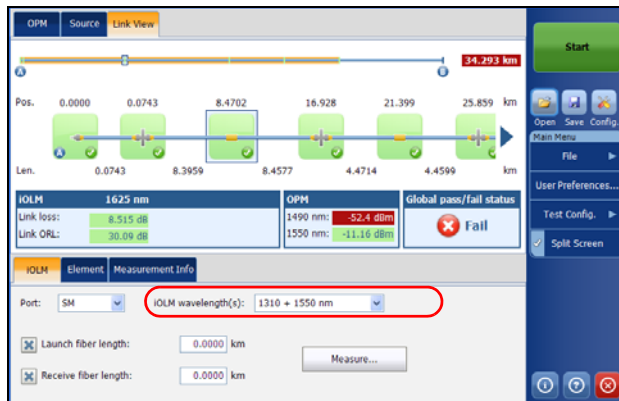 OPM Source Link View
Start
34.293 km
A B
Pos. 0.0000 0.0743 8.4702 16.928 21.399 25.859 km
Open Save Config.
Main Menu
File
A
Len. 0.0743 8.3959 8.4577 4.4714 4.4599 km
User Preferences...
iOLM 1625 nm OPM Global pass/fail status
Link loss: 8.515 dB 1490 nm: -52.4 dBm Fail
Link ORL: 30.09 dB 1550 nm: -11.16 dBm
Test Config.
Split Screen
iOLM Element Measurement Info
Port: SM iOLM wavelength(s): 1310 + 1550 nm
Launch fiber length: 0.0000 km
Measure...
Receive fiber length: 0.0000 km